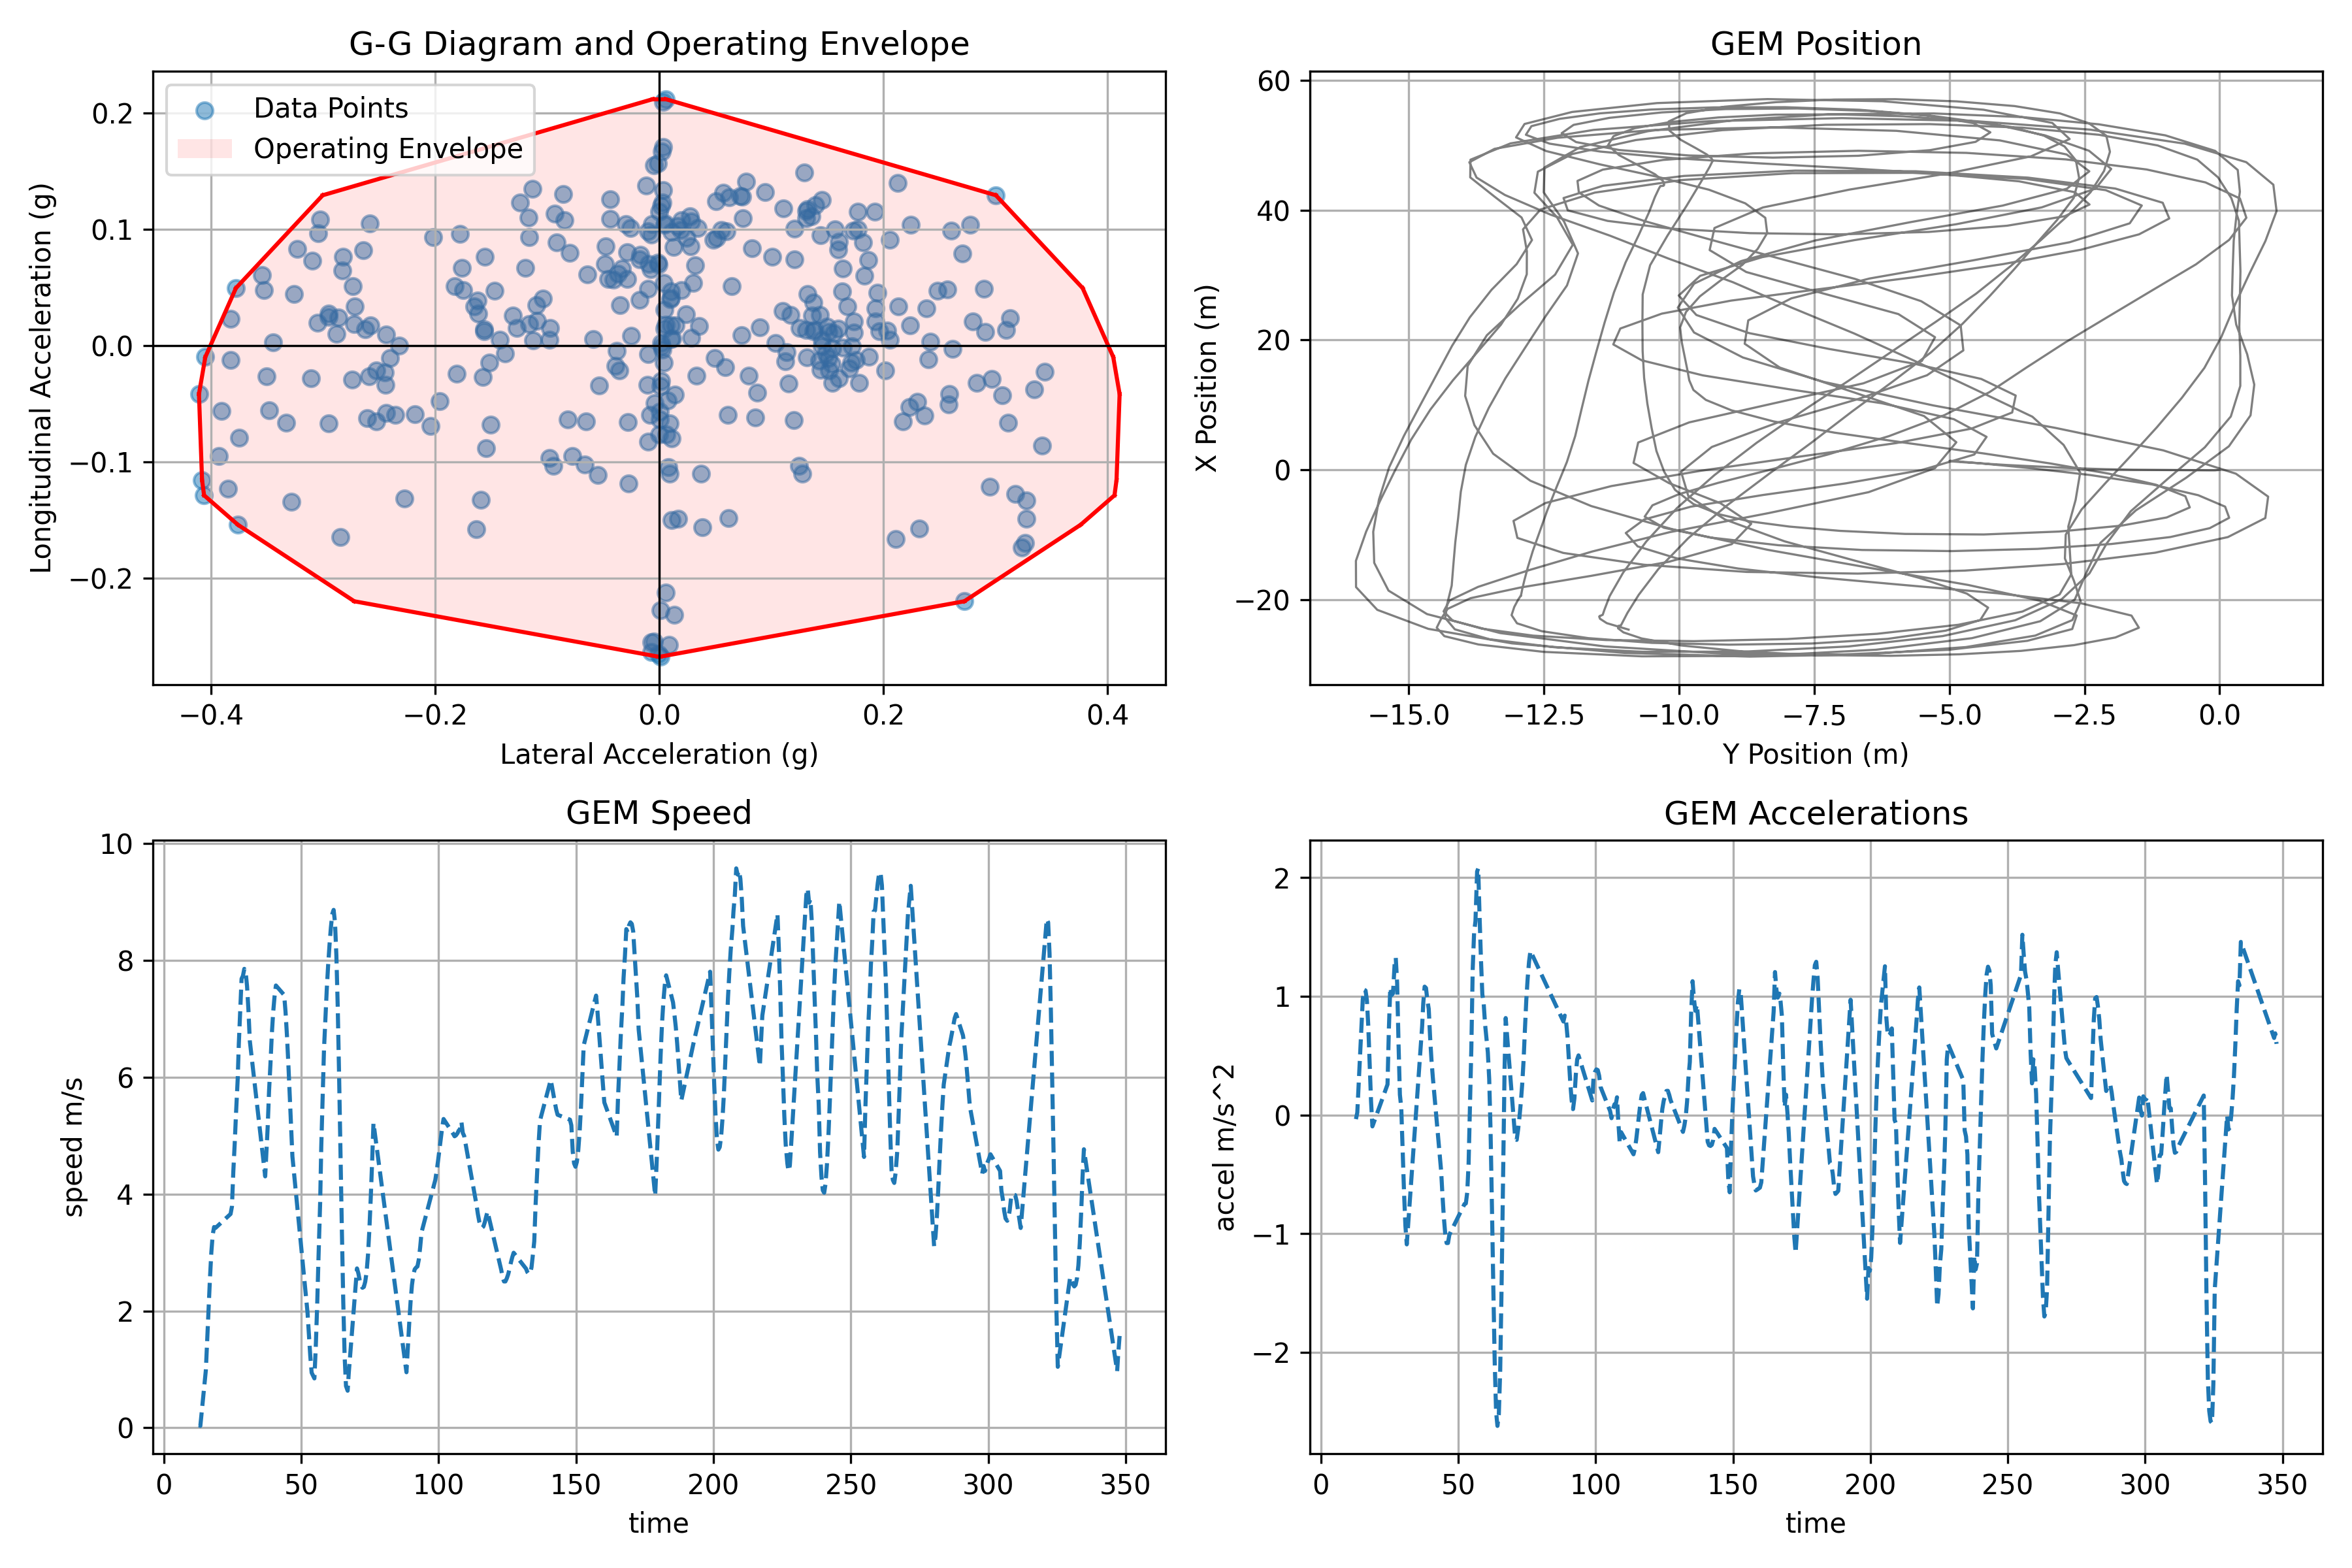 G-G Diagram and Operating Envelope
Data Points
Operating Envelope
0.2
0.1
0.0
−0.1
−0.2
Longitudinal Acceleration (g)
−0.4 −0.2 0.0 0.2 0.4
Lateral Acceleration (g)
GEM Position
60
40
20
0
−20
X Position (m)
−15.0 −12.5 −10.0 −7.5 −5.0 −2.5 0.0
Y Position (m)
GEM Speed
10
8
6
4
2
0
speed m/s
0 50 100 150 200 250 300 350
time
GEM Accelerations
2
1
0
−1
−2
accel m/s^2
0 50 100 150 200 250 300 350
time